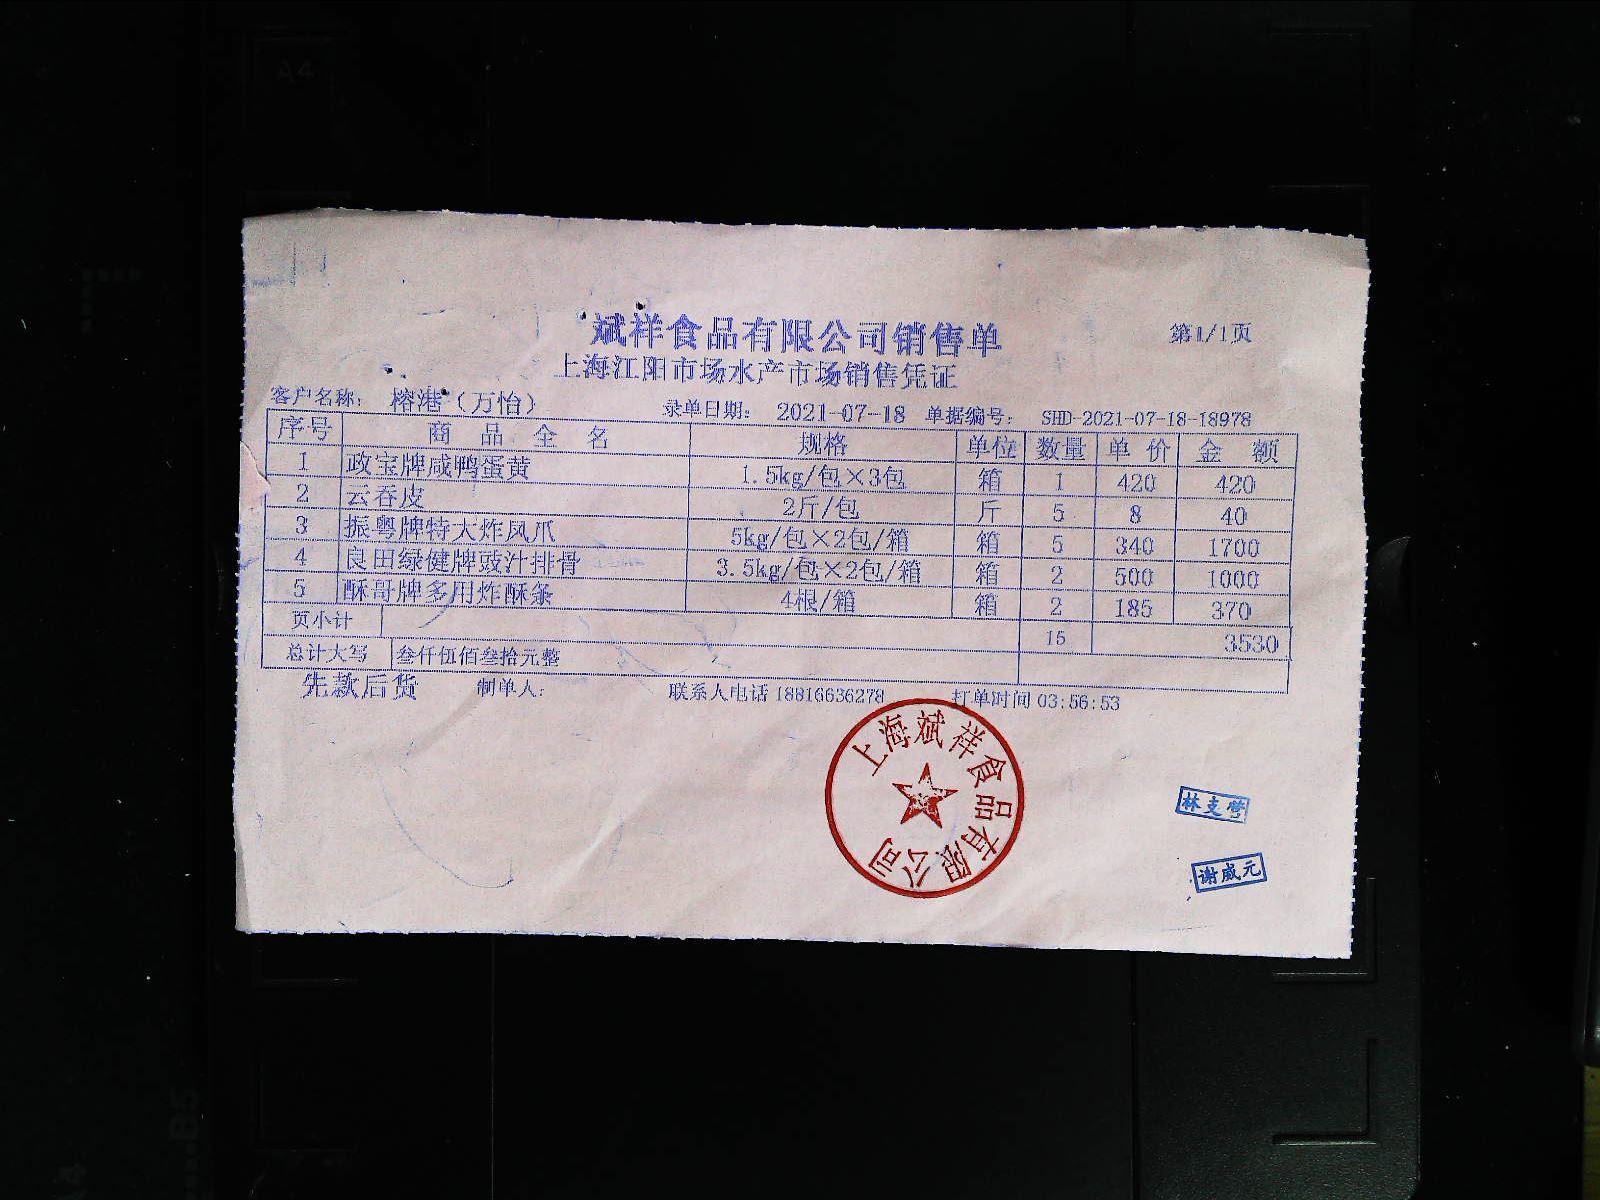 斌祥食品有限公司销售单
第1/1页
上海江阳市场水产市场销售凭证
客户名称： 榕港（万怡） 录单日期： 2021-07-18 单据编号： SHD-2021-07-18-18978
序号 商品全名 规格 单位 数量 单价 金额
1 政宝牌咸鸭蛋黄 1.5kg/包×3包 箱 1 420 420
2 云吞皮 2斤/包 斤 5 8 40
3 振粤牌特大炸凤爪 5kg/包×2包/箱 箱 5 340 1700
4 良田绿健牌豉汁排骨 3.5kg/包×2包/箱 箱 2 500 1000
5 酥哥牌多用炸酥条 4根/箱 箱 2 185 370
页小计 15 3530
总计大写 叁仟伍佰叁拾元整
先款后货 制单人： 联系人电话 18816636278 打单时间 03:56:53
上海斌祥食品有限公司
林支营
谢威元
A4
B5
A4